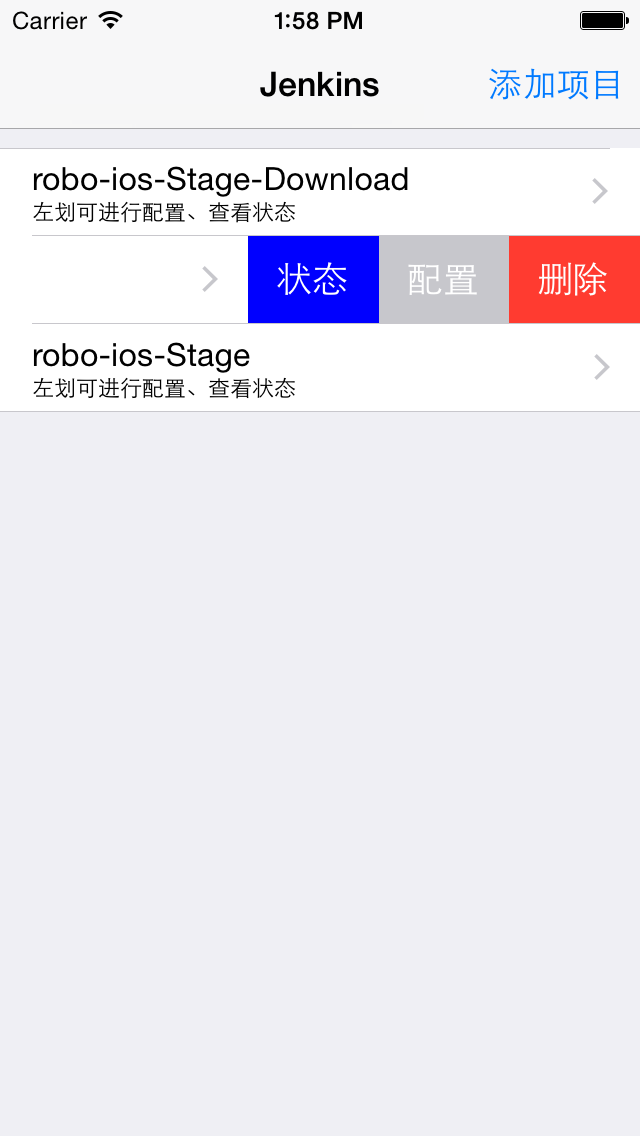 Carrier 1:58 PM
Jenkins 添加项目
robo-ios-Stage-Download
左划可进行配置、查看状态
状态 配置 删除
robo-ios-Stage
左划可进行配置、查看状态